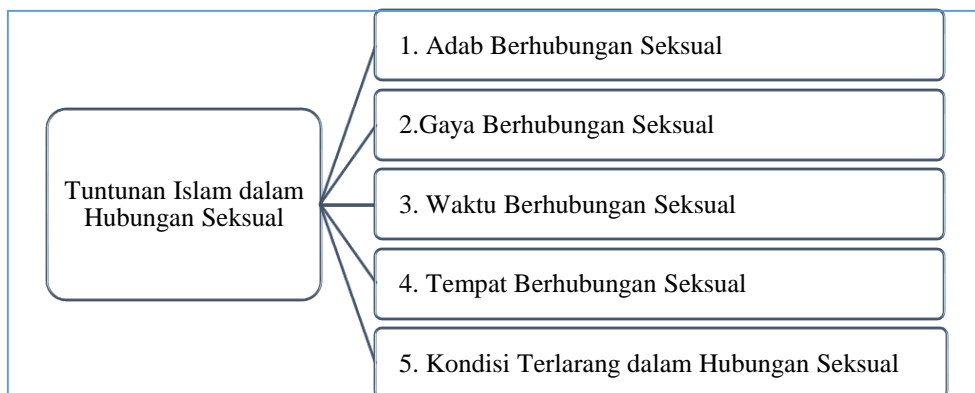 Tuntunan Islam dalam
Hubungan Seksual
1. Adab Berhubungan Seksual
2.Gaya Berhubungan Seksual
3. Waktu Berhubungan Seksual
4. Tempat Berhubungan Seksual
5. Kondisi Terlarang dalam Hubungan Seksual